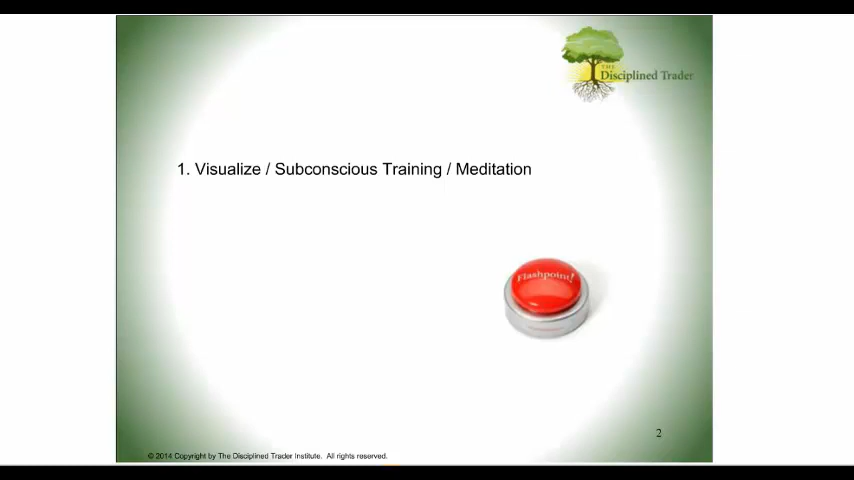 THE
Disciplined Trader
1. Visualize / Subconscious Training / Meditation
Flashpoint!
2
© 2014 Copyright by The Disciplined Trader Institute. All rights reserved.